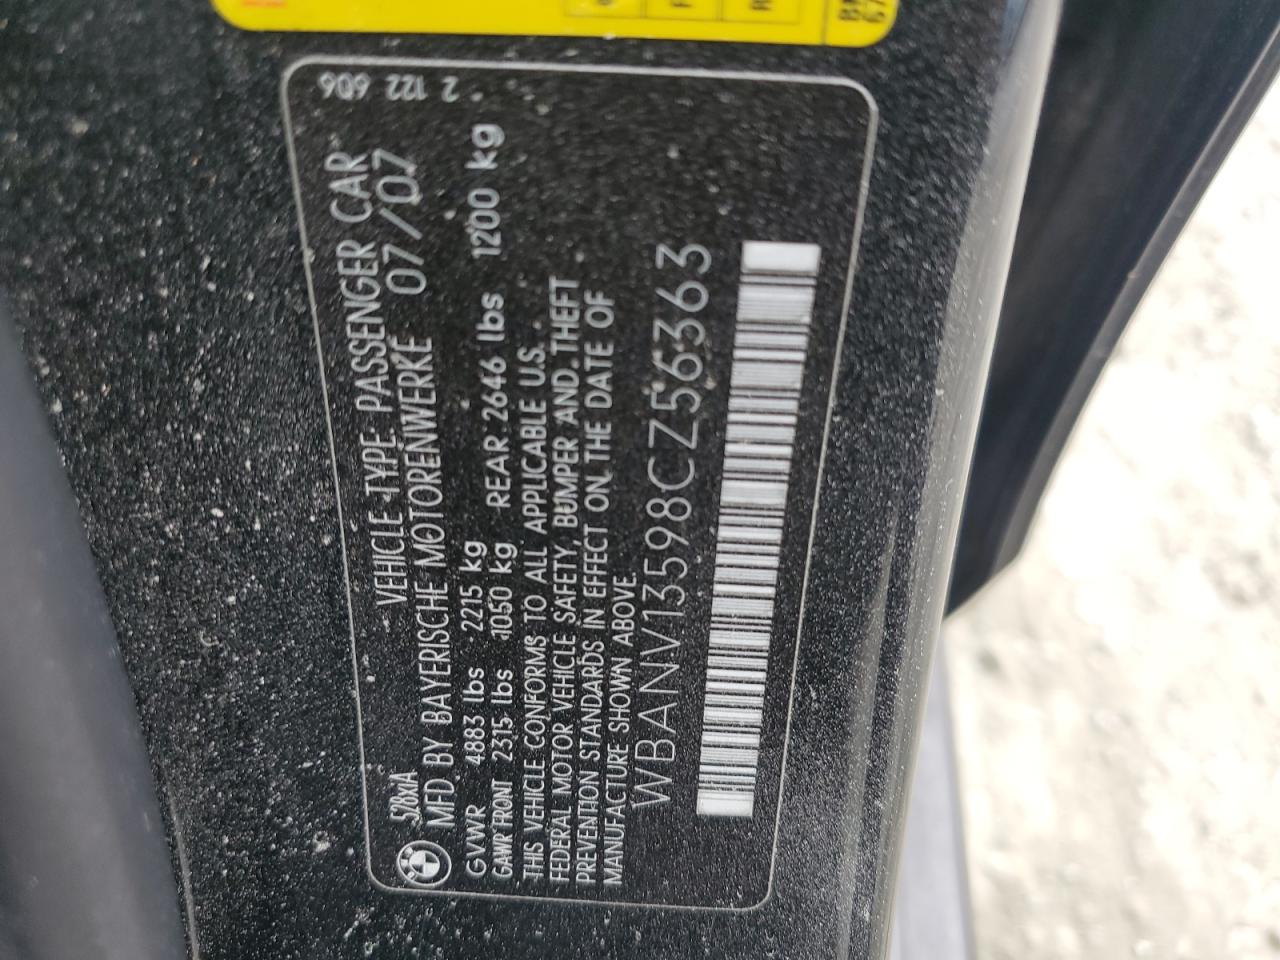 2 122 606
528xiA VEHICLE TYPE: PASSENGER CAR
MFD BY BAYERISCHE MOTORENWERKE 07/07
GVWR 4883 lbs 2215 kg
GAWR FRONT 2315 lbs 1050 kg REAR 2646 lbs 1200 kg
THIS VEHICLE CONFORMS TO ALL APPLICABLE U.S.
FEDERAL MOTOR VEHICLE SAFETY, BUMPER AND THEFT
PREVENTION STANDARDS IN EFFECT ON THE DATE OF
MANUFACTURE SHOWN ABOVE.
WBANV13598CZ56363